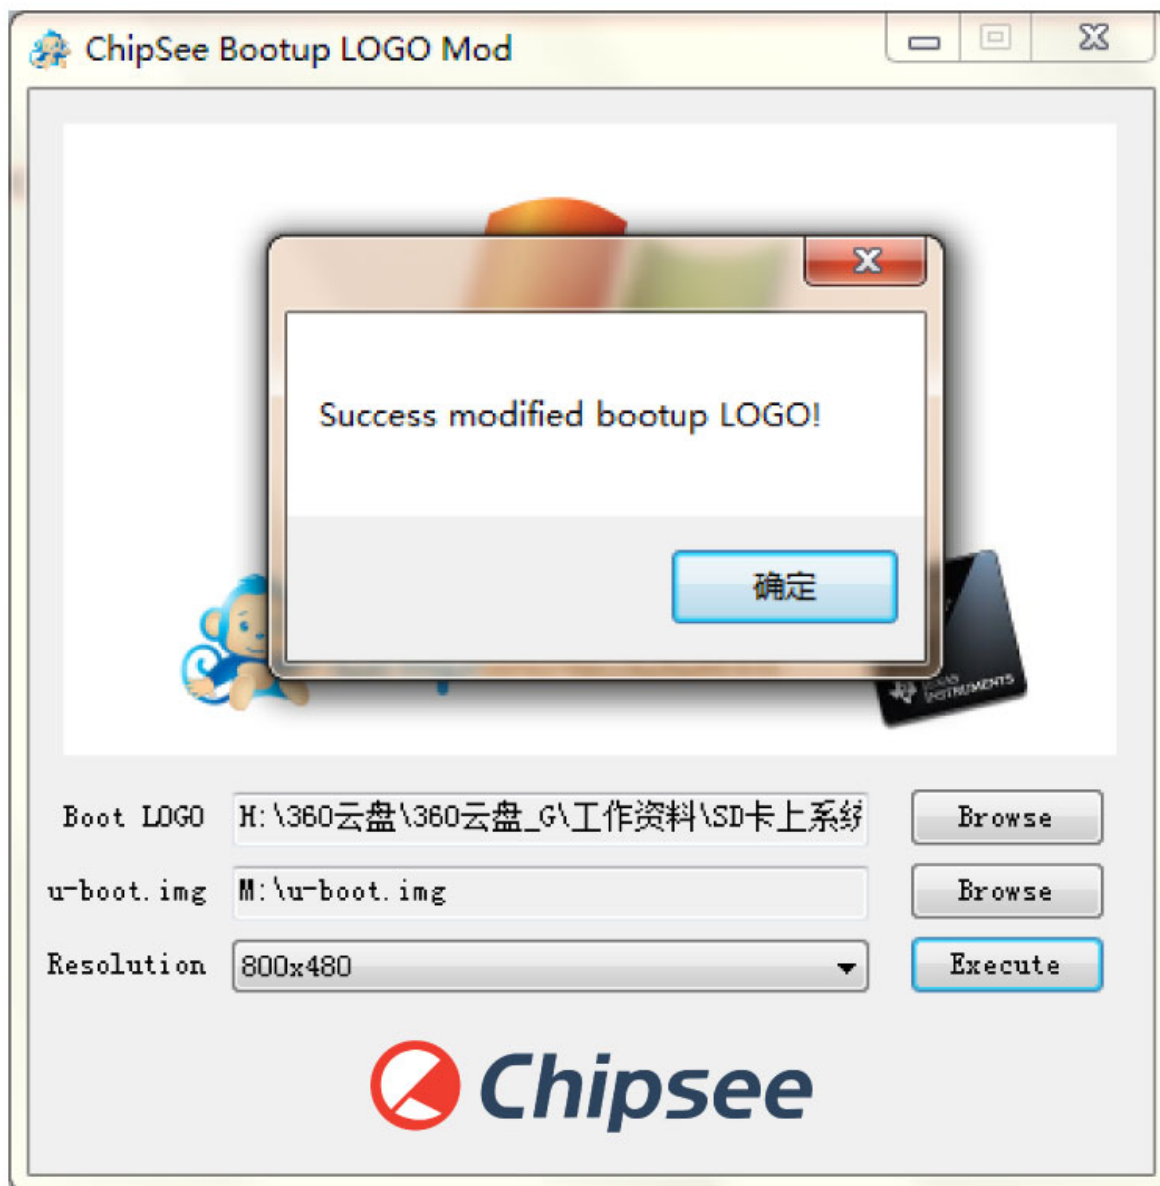 ChipSee Bootup LOGO Mod
Success modified bootup LOGO!
确定
INSTRUMENTS
Boot LOGO H:\360云盘\360云盘_G\工作资料\SD卡上系统 Browse
u-boot.img M:\u-boot.img Browse
Resolution 800x480 Execute
Chipsee